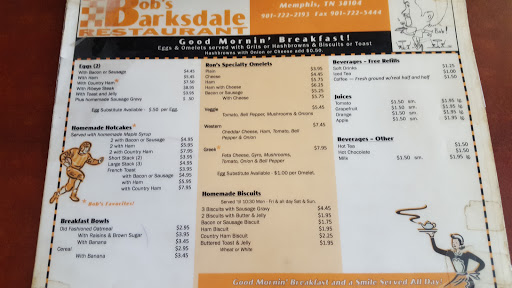 Bob's
Barksdale
RESTAURANT
Memphis, TN 38104
901-722-2193 Fax 901-722-5444
Good Mornin' Breakfast!
Eggs & Omelets served with Grits or Hashbrowns & Biscuits or Toast
Hashbrowns with Onion or Cheese add $0.50.
Eggs (2)
With Bacon or Sausage $4.45
With Ham $5.45
With Country Ham $7.50
With Ribeye Steak $8.95
With Toast and Jelly $3.95
Plus Homemade Sausage Gravy $ .50
Egg Substitute Available - $.50 per Egg.
Homemade Hotcakes
Served with Homemade Maple Syrup
2 with Bacon or Sausage $4.95
2 with Ham $5.95
2 with Country Ham $7.95
Short Stack (2) $3.95
Large Stack (3) $4.95
French Toast $3.95
with Bacon or Sausage $4.95
with Ham $5.95
with Country Ham $7.95
Bob's Favorites!
Breakfast Bowls
Old Fashioned Oatmeal $2.95
With Raisins & Brown Sugar $3.95
With Banana $3.45
Cereal $2.95
With Banana $3.45
Ron's Specialty Omelets
Plain $3.95
Cheese $4.45
Ham $5.75
Ham with Cheese $6.25
Bacon or Sausage $5.25
With Cheese $5.75
Veggie $5.45
Tomato, Bell Pepper, Mushrooms & Onions
Western $7.45
Cheddar Cheese, Ham, Tomato, Bell Pepper & Onion
Greek $7.95
Feta Cheese, Gyro, Mushrooms, Tomato, Onion & Bell Pepper
Egg Substitute Available - $1.00 per Omelet.
Homemade Biscuits
Served 'til 10:30 Mon - Fri & all day Sat & Sun.
3 Biscuits with Sausage Gravy $4.45
2 Biscuits with Butter & Jelly $1.95
Bacon or Sausage Biscuit $1.75
Ham Biscuit $1.95
Country Ham Biscuit $2.25
Buttered Toast & Jelly $1.95
Wheat or White
Beverages - Free Refills
Soft Drinks $1.25
Iced Tea $1.00
Coffee - Fresh ground w/real half and half $1.50
Juices
Tomato $1.50 sm. $1.95 lg.
Grapefruit $1.50 sm. $1.95 lg.
Orange $1.50 sm. $1.95 lg.
Apple $1.50 sm. $1.95 lg.
Beverages - Other
Hot Tea $1.50
Hot Chocolate $1.50
Milk $1.50 sm. $1.95 lg.
Good Mornin' Breakfast and a Smile Served All Day